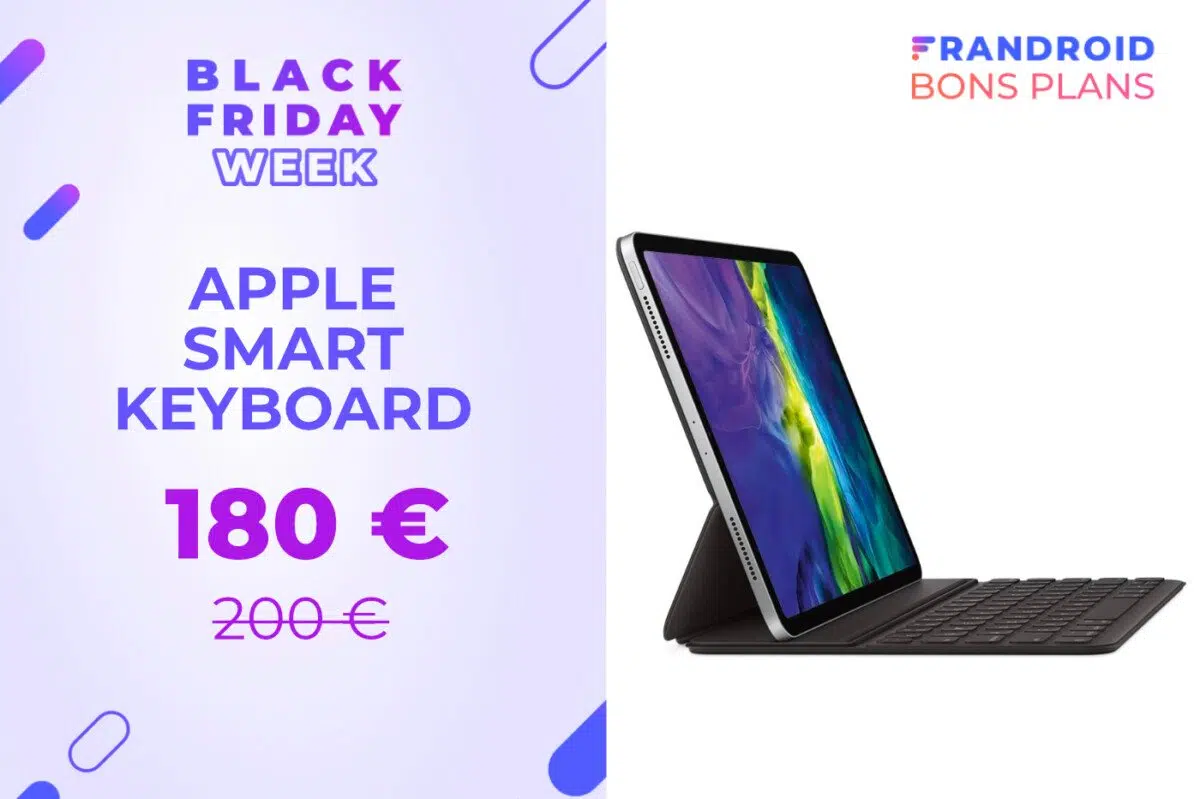 BLACK
FRIDAY
WEEK
APPLE
SMART
KEYBOARD
180 €
200 €
FRANDROID
BONS PLANS